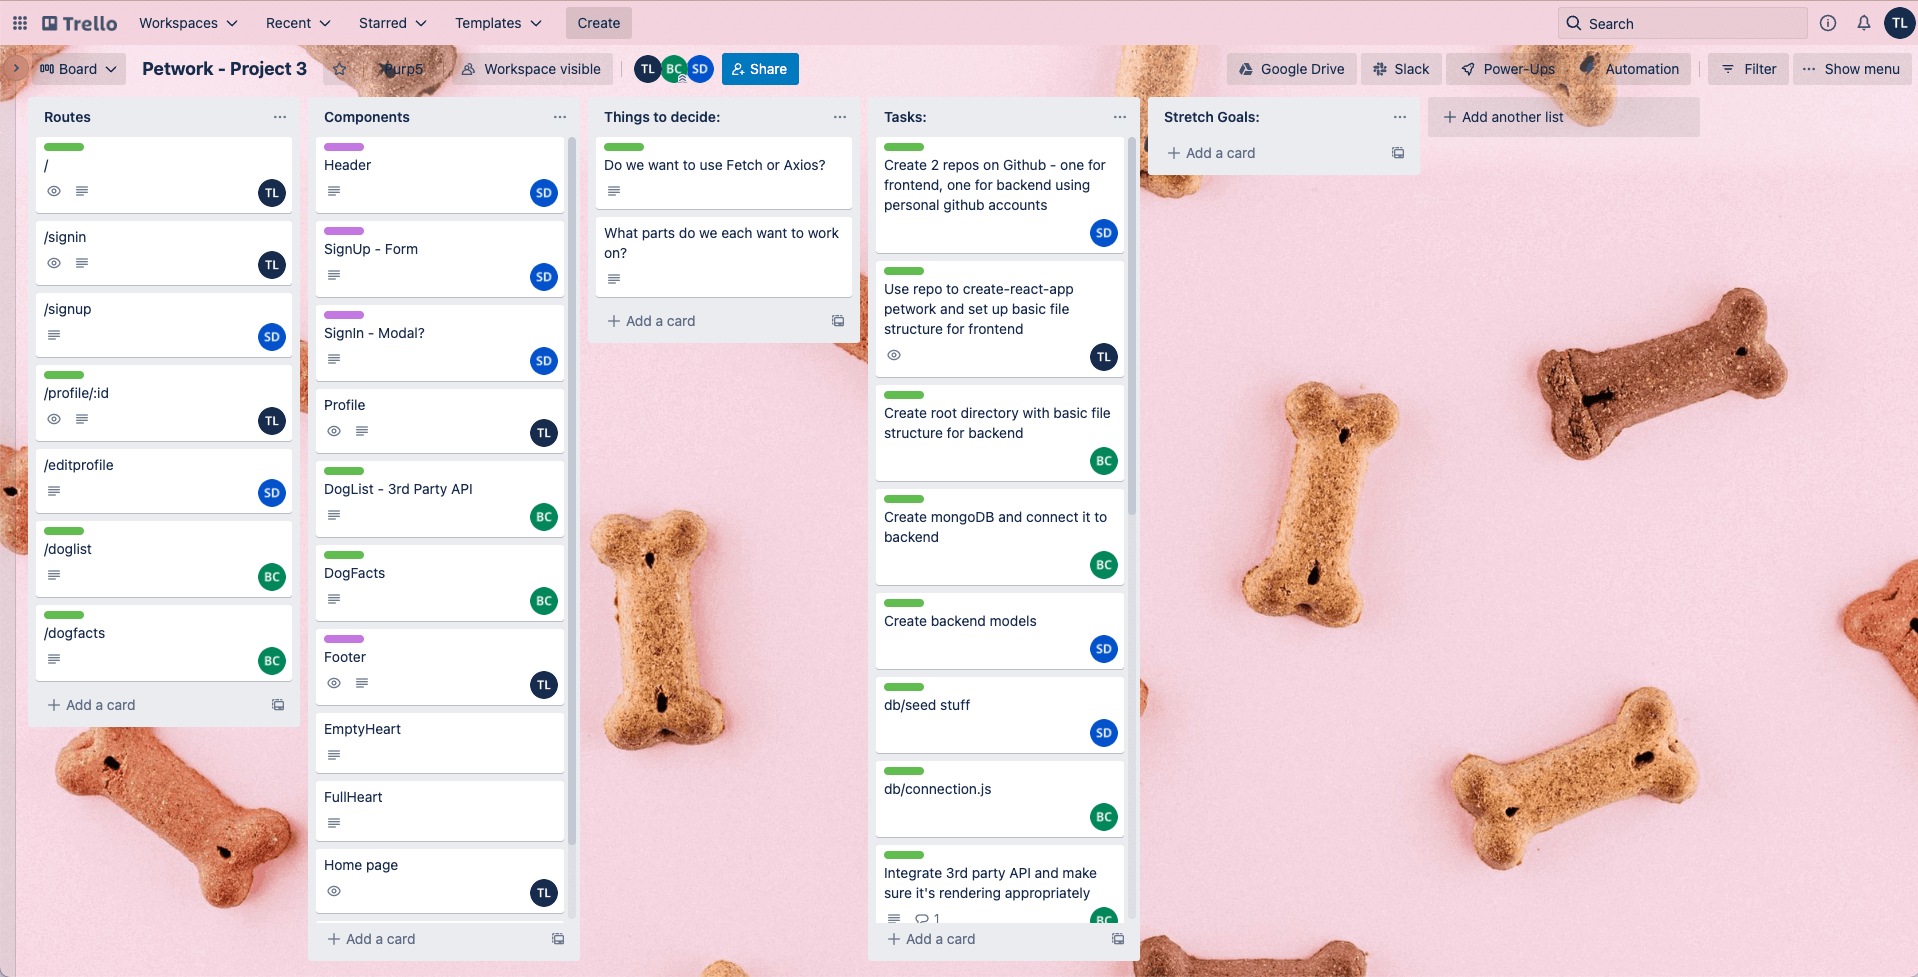 Trello
Workspaces
Recent
Starred
Templates
Create
Search
TL
Board
Petwork - Project 3
Purp5
Workspace visible
TL
BC
SD
Share
Google Drive
Slack
Power-Ups
Automation
Filter
Show menu
Routes
/
TL
/signin
TL
/signup
SD
/profile/:id
TL
/editprofile
SD
/doglist
BC
/dogfacts
BC
Add a card
Components
Header
SD
SignUp - Form
SD
SignIn - Modal?
SD
Profile
TL
DogList - 3rd Party API
BC
DogFacts
BC
Footer
TL
EmptyHeart
FullHeart
Home page
TL
Add a card
Things to decide:
Do we want to use Fetch or Axios?
What parts do we each want to work
on?
Add a card
Tasks:
Create 2 repos on Github - one for
frontend, one for backend using
personal github accounts
SD
Use repo to create-react-app
petwork and set up basic file
structure for frontend
TL
Create root directory with basic file
structure for backend
BC
Create mongoDB and connect it to
backend
BC
Create backend models
SD
db/seed stuff
SD
db/connection.js
BC
Integrate 3rd party API and make
sure it's rendering appropriately
1
BC
Add a card
Stretch Goals:
Add a card
Add another list